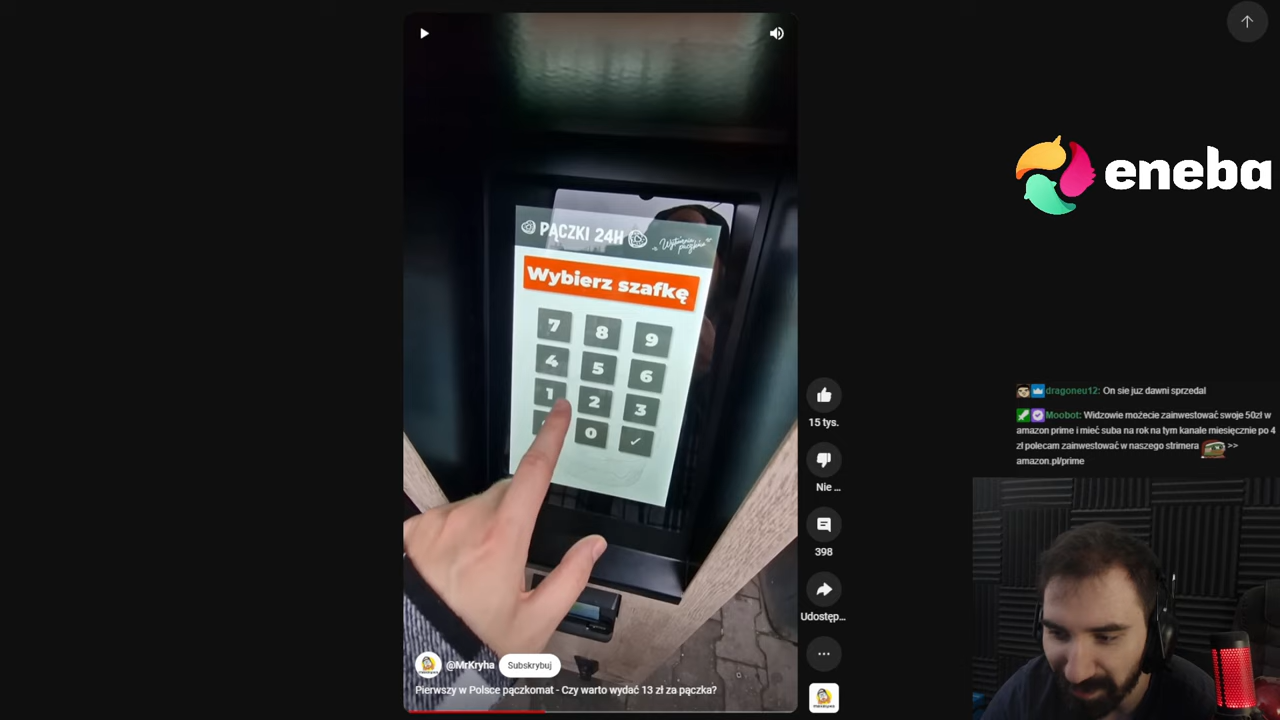 PĄCZKI 24H
Wytwórnia
pączków
Wybierz szafkę
7 8 9
4 5 6
1 2 3
0 ✓
@MrKryha Subskrybuj
Pierwszy w Polsce pączkomat - Czy warto wydać 13 zł za pączka?
15 tys.
Nie ...
398
Udostęp...
eneba
dragoneu12: On sie juz dawni sprzedal
Moobot: Widzowie możecie zainwestować swoje 50zł w
amazon prime i mieć suba na rok na tym kanale miesięcznie po 4
zł polecam zainwestować w naszego strimera >>
amazon.pl/prime